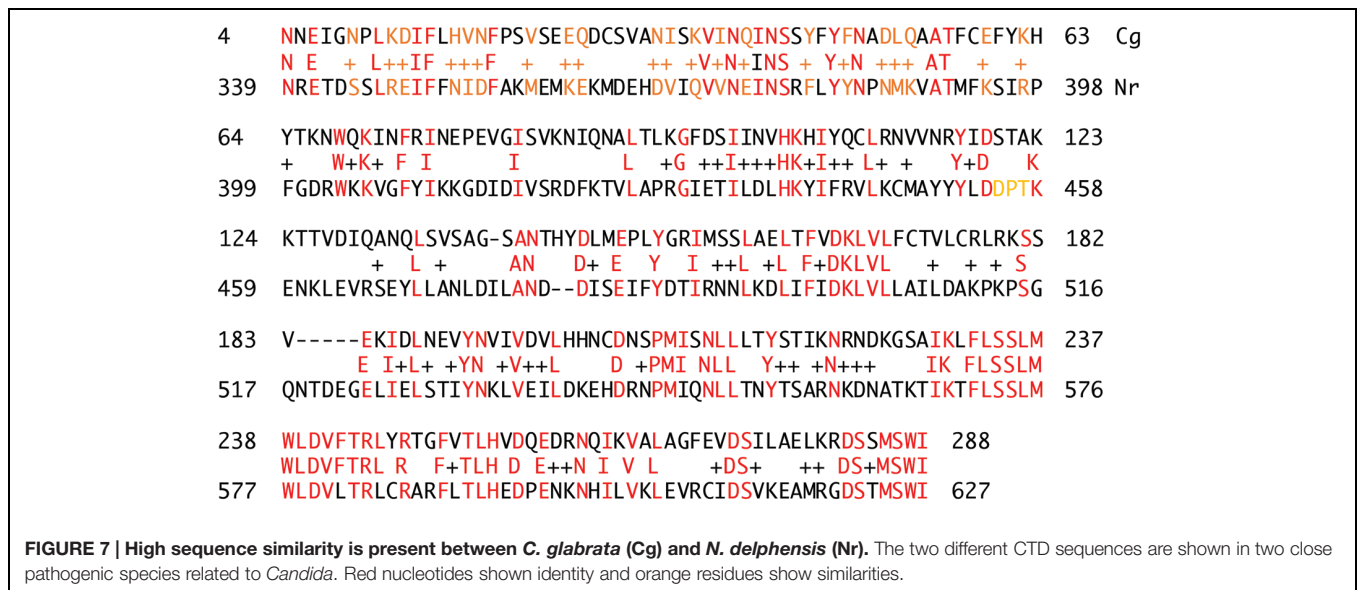 4 NNEIGNPLKDIFLHVNFPSVSEEQDCSVANISKVINQINSSYFYFNADLQAATFCEFYKH 63 Cg
N E + L++IF +++F + ++ ++ +V+N+INS + Y+N +++ AT + +
339 NRETDSSLREIFFNIDFAKMEMKEKMDEHDVIQVVNEINSRFLYYNPNMKVATMFKSIRP 398 Nr
64 YTKNWQKINFRINEPEVGISVKNIQNALTLKGFDSIINVHKHIYQCLRNVVNRYIDSTAK 123
+ W+K+ F I I L +G ++I+++HK+I++ L+ + Y+D K
399 FGDRWKKVGFYIKKGDIDIVSRDFKTVLAPRGIETILDLHKYIFRVLKCMAYYYLDDPTK 458
124 KTTVDIQANQLSVSAG-SANTHYDLMEPLYGRIMSSLAELTFVDKLVLFCTVLCRLRKSS 182
+ L + AN D+ E Y I ++L +L F+DKLVL + + + S
459 ENKLEVRSEYLLANLDILAND--DISEIFYDTIRNNLKDLIFIDKLVLLAILDAKPKPSG 516
183 V-----EKIDLNEVYNVIVDVLHHNCDNSPMISNLLLTYSTIKNRNDKGSAIKLFLSSLM 237
E I+L+ +YN +V++L D +PMI NLL Y++ +N+++ IK FLSSLM
517 QNTDEGELIELSTIYNKLVEILDKEHDRNPMIQNLLTNYTSARNKDNATKTIKTFLSSLM 576
238 WLDVFTRLYRTGFVTLHVDQEDRNQIKVALAGFEVDSILAELKRDSSMSWI 288
WLDVFTRL R F+TLH D E++N I V L +DS+ ++ DS+MSWI
577 WLDVLTRLCRARFLTLHEDPENKNHILVKLEVRCIDSVKEAMRGDSTMSWI 627
FIGURE 7 | High sequence similarity is present between C. glabrata (Cg) and N. delphensis (Nr). The two different CTD sequences are shown in two close
pathogenic species related to Candida. Red nucleotides shown identity and orange residues show similarities.